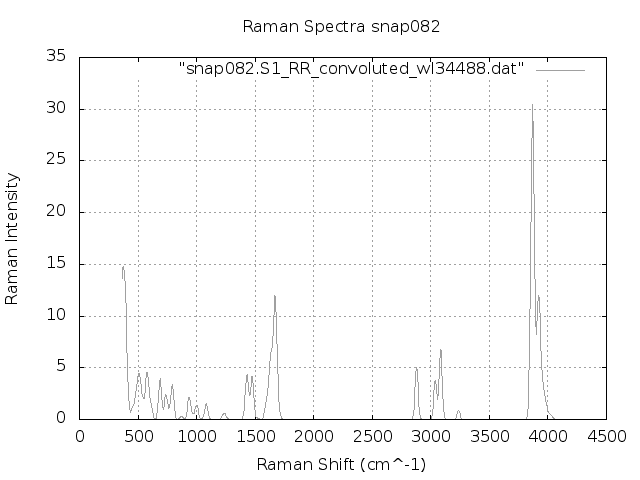 Raman Spectra snap082
"snap082.S1_RR_convoluted_wl34488.dat"
35
30
25
20
15
10
5
0
Raman Intensity
0 500 1000 1500 2000 2500 3000 3500 4000 4500
Raman Shift (cm^-1)